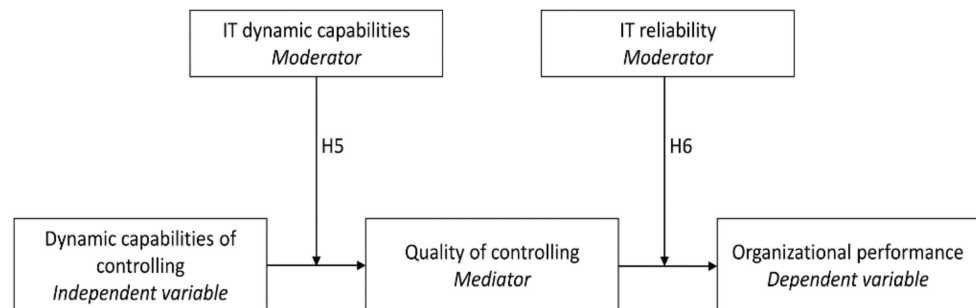 IT dynamic capabilities
Moderator
IT reliability
Moderator
H5
H6
Dynamic capabilities of
controlling
Independent variable
Quality of controlling
Mediator
Organizational performance
Dependent variable